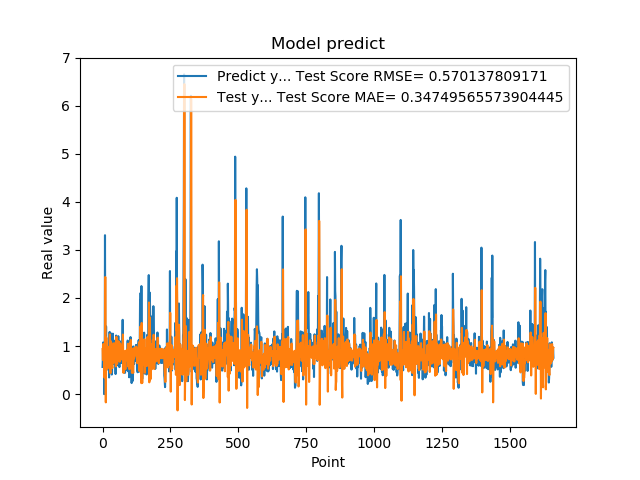 Model predict
Predict y... Test Score RMSE= 0.570137809171
Test y... Test Score MAE= 0.34749565573904445
Real value
7
6
5
4
3
2
1
0
0 250 500 750 1000 1250 1500
Point